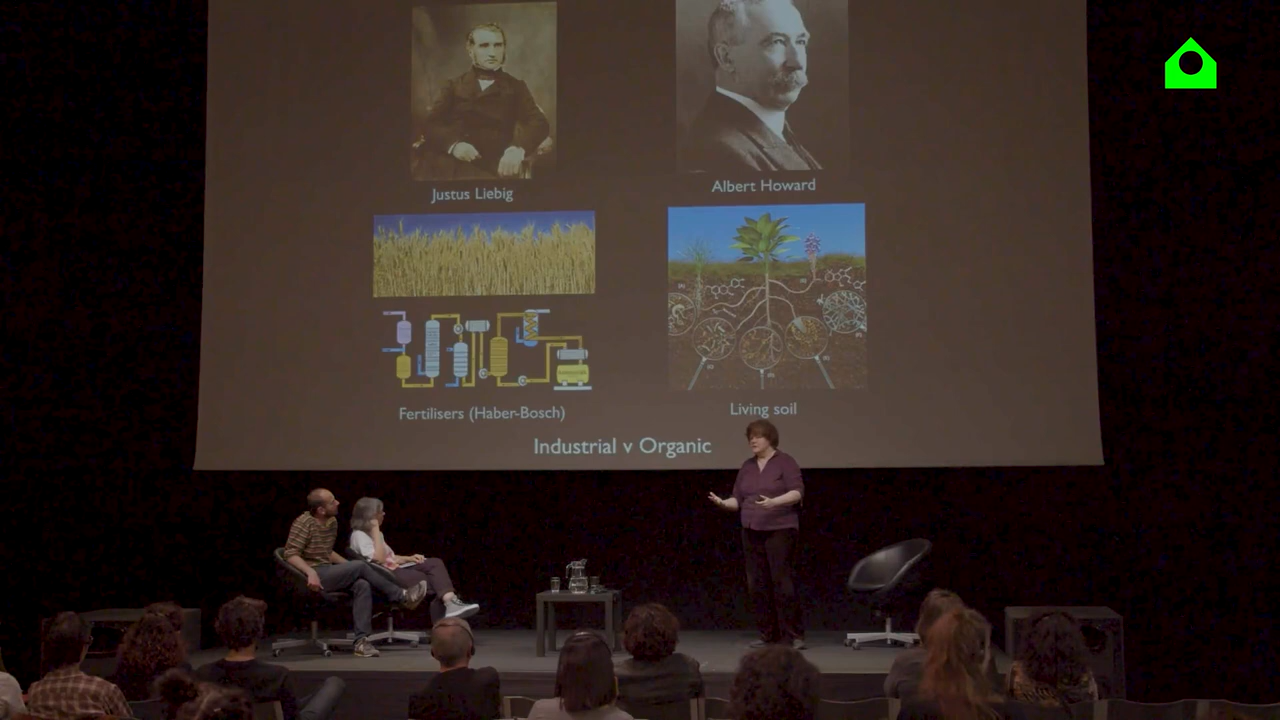 Justus Liebig
Albert Howard
Fertilisers (Haber-Bosch)
Living soil
Industrial v Organic